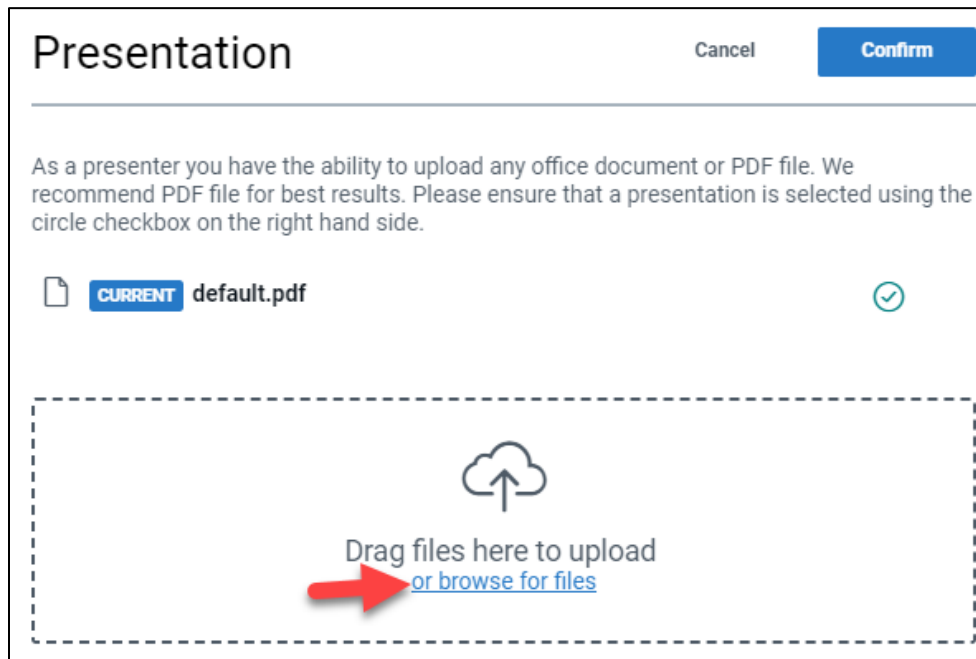 Presentation
Cancel
Confirm
As a presenter you have the ability to upload any office document or PDF file. We
recommend PDF file for best results. Please ensure that a presentation is selected using the
circle checkbox on the right hand side.
CURRENT default.pdf
Drag files here to upload
or browse for files